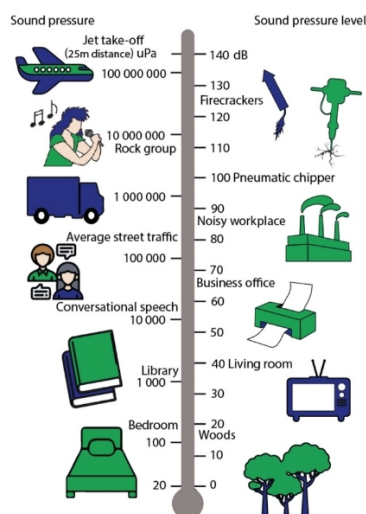 Sound pressure
Sound pressure level
Jet take-off
(25m distance) uPa
140 dB
100 000 000
130
Firecrackers
120
10 000 000
Rock group
110
100 Pneumatic chipper
1 000 000
90
Noisy workplace
Average street traffic
80
100 000
70
Business office
60
Conversational speech
10 000
50
40 Living room
Library
1 000
30
20
Bedroom
Woods
100
10
20
0